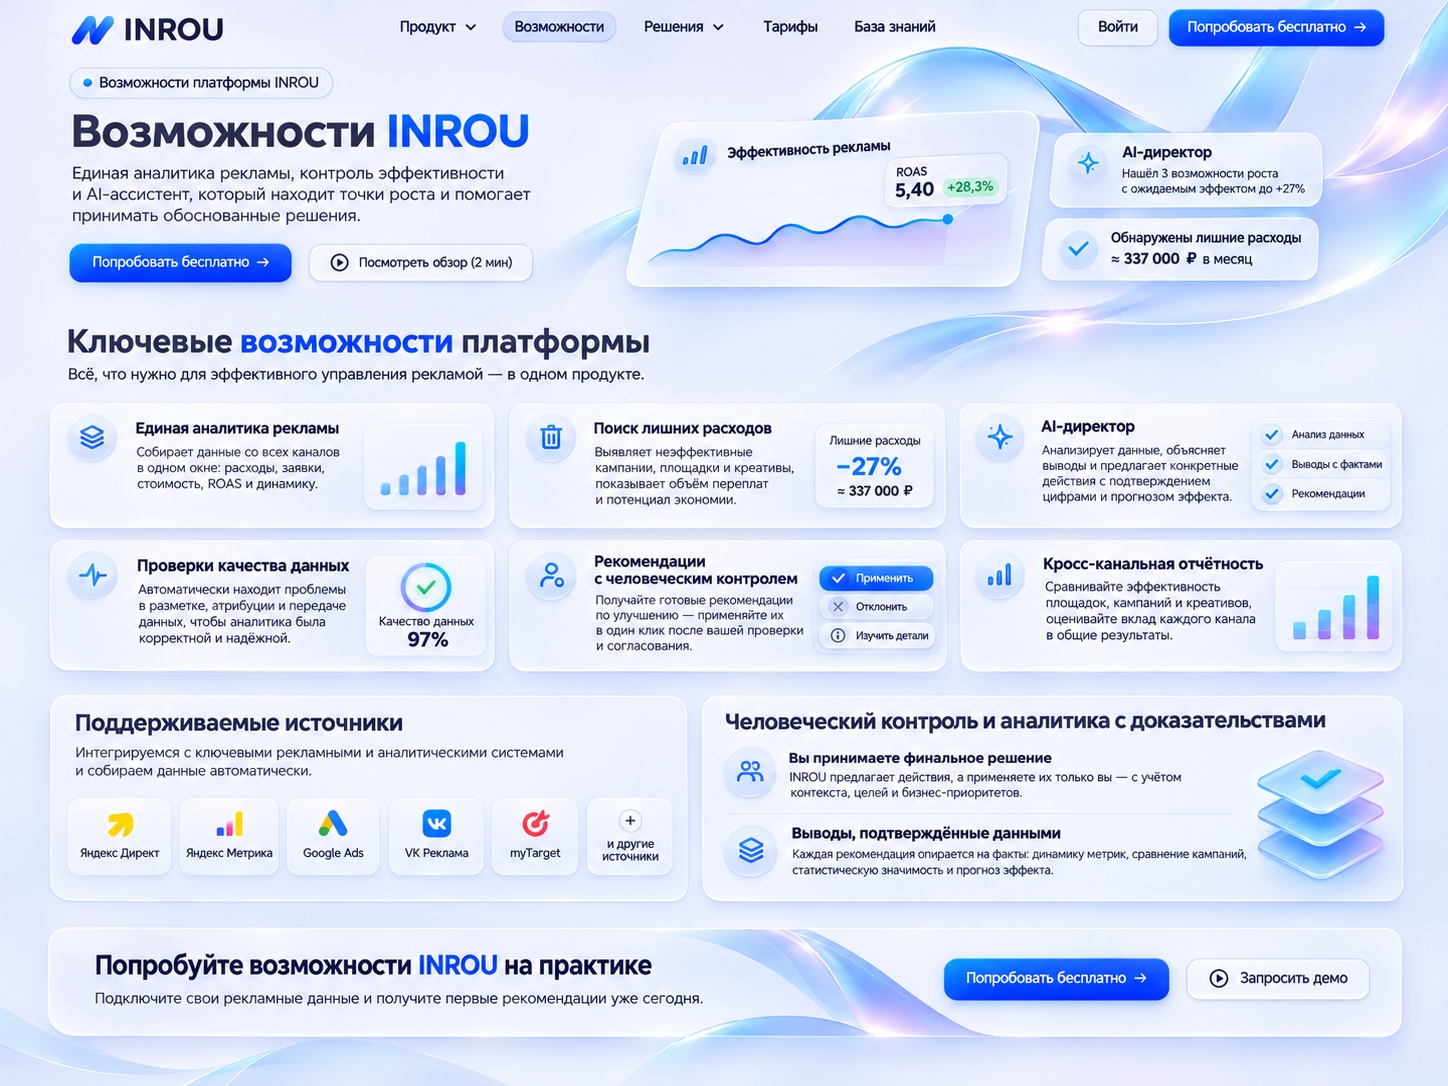 INROU
Продукт
Возможности
Решения
Тарифы
База знаний
Войти
Попробовать бесплатно →
Возможности платформы INROU
Возможности INROU
Единая аналитика рекламы, контроль эффективности
и AI-ассистент, который находит точки роста и помогает
принимать обоснованные решения.
Попробовать бесплатно →
Посмотреть обзор (2 мин)
Эффективность рекламы
ROAS
5,40 +28,3%
AI-директор
Нашёл 3 возможности роста
с ожидаемым эффектом до +27%
Обнаружены лишние расходы
≈ 337 000 ₽ в месяц
Ключевые возможности платформы
Всё, что нужно для эффективного управления рекламой — в одном продукте.
Единая аналитика рекламы
Собирает данные со всех каналов
в одном окне: расходы, заявки,
стоимость, ROAS и динамику.
Поиск лишних расходов
Выявляет неэффективные
кампании, площадки и креативы,
показывает объём переплат
и потенциал экономии.
Лишние расходы
−27%
≈ 337 000 ₽
AI-директор
Анализирует данные, объясняет
выводы и предлагает конкретные
действия с подтверждением
цифрами и прогнозом эффекта.
Анализ данных
Выводы с фактами
Рекомендации
Проверки качества данных
Автоматически находит проблемы
в разметке, атрибуции и передаче
данных, чтобы аналитика была
корректной и надёжной.
Качество данных
97%
Рекомендации
с человеческим контролем
Получайте готовые рекомендации
по улучшению — применяйте их
в один клик после вашей проверки
и согласования.
Применить
Отклонить
Изучить детали
Кросс-канальная отчётность
Сравнивайте эффективность
площадок, кампаний и креативов,
оценивайте вклад каждого канала
в общие результаты.
Поддерживаемые источники
Интегрируемся с ключевыми рекламными и аналитическими системами
и собираем данные автоматически.
Яндекс Директ
Яндекс Метрика
Google Ads
VK Реклама
myTarget
и другие
источники
Человеческий контроль и аналитика с доказательствами
Вы принимаете финальное решение
INROU предлагает действия, а применяете их только вы — с учётом
контекста, целей и бизнес-приоритетов.
Выводы, подтверждённые данными
Каждая рекомендация опирается на факты: динамику метрик, сравнение кампаний,
статистическую значимость и прогноз эффекта.
Попробуйте возможности INROU на практике
Подключите свои рекламные данные и получите первые рекомендации уже сегодня.
Попробовать бесплатно →
Запросить демо